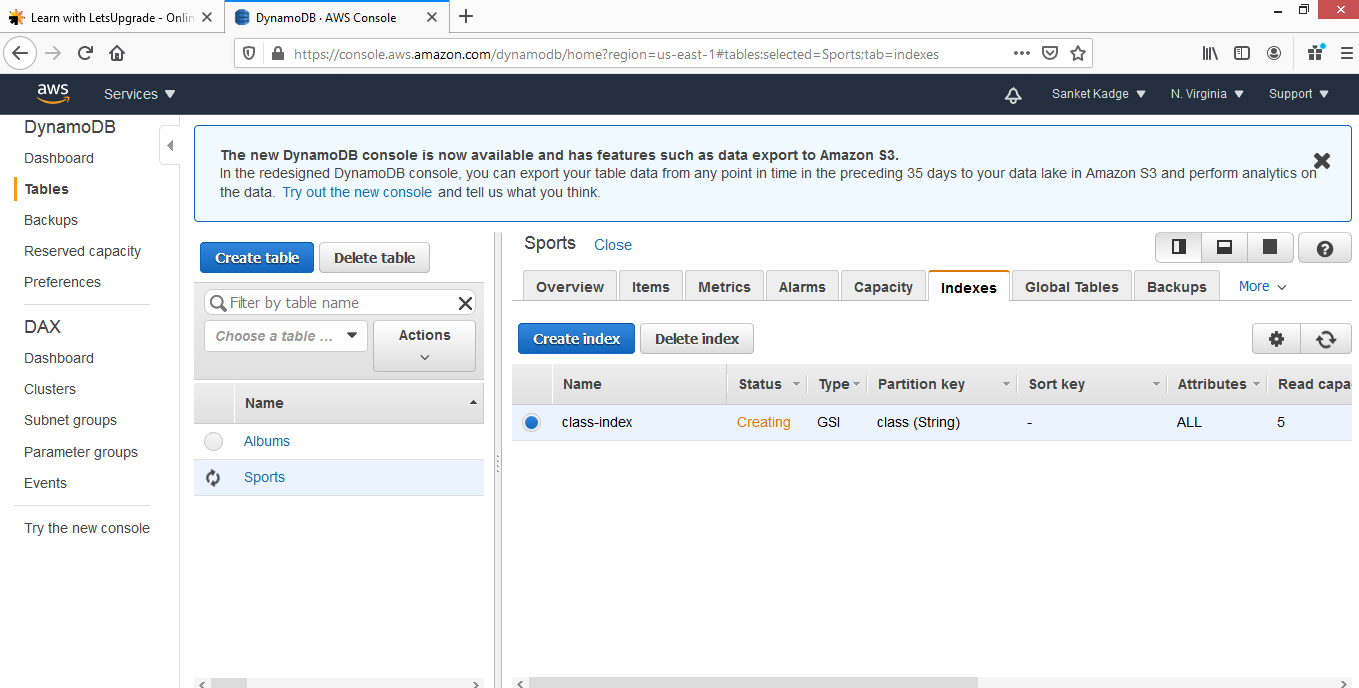 Learn with LetsUpgrade - Onlin
DynamoDB · AWS Console
https://console.aws.amazon.com/dynamodb/home?region=us-east-1#tables:selected=Sports;tab=indexes
aws
Services
Sanket Kadge
N. Virginia
Support
DynamoDB
Dashboard
Tables
Backups
Reserved capacity
Preferences
DAX
Dashboard
Clusters
Subnet groups
Parameter groups
Events
Try the new console
The new DynamoDB console is now available and has features such as data export to Amazon S3.
In the redesigned DynamoDB console, you can export your table data from any point in time in the preceding 35 days to your data lake in Amazon S3 and perform analytics on
the data. Try out the new console and tell us what you think.
Create table
Delete table
Filter by table name
Choose a table ...
Actions
Name
Albums
Sports
Sports Close
Overview Items Metrics Alarms Capacity Indexes Global Tables Backups More
Create index Delete index
Name Status Type Partition key Sort key Attributes Read capa
class-index Creating GSI class (String) - ALL 5